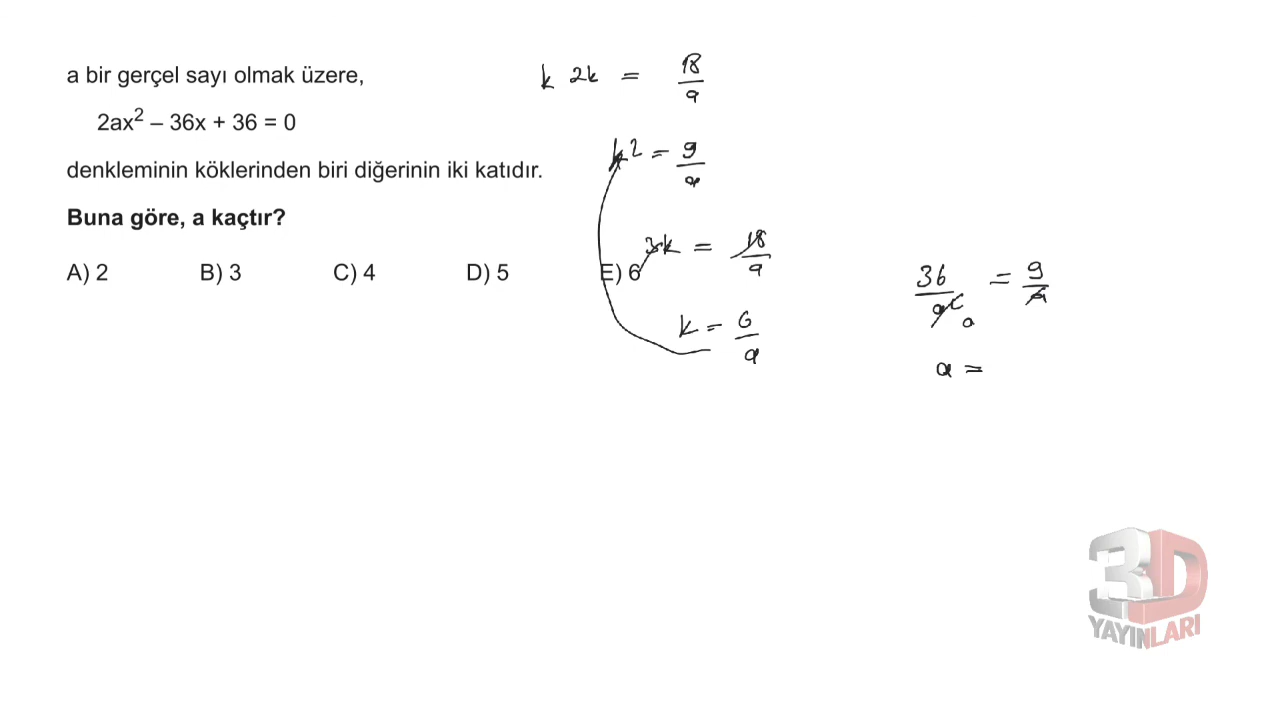 a bir gerçel sayı olmak üzere,
2ax² – 36x + 36 = 0
denkleminin köklerinden biri diğerinin iki katıdır.
Buna göre, a kaçtır?
A) 2 B) 3 C) 4 D) 5 E) 6
k 2k = 18/a
k² = 9/a
3k = 18/a
k = 6/a
36/a² = 9/a
a
a =
3D
YAYINLARI